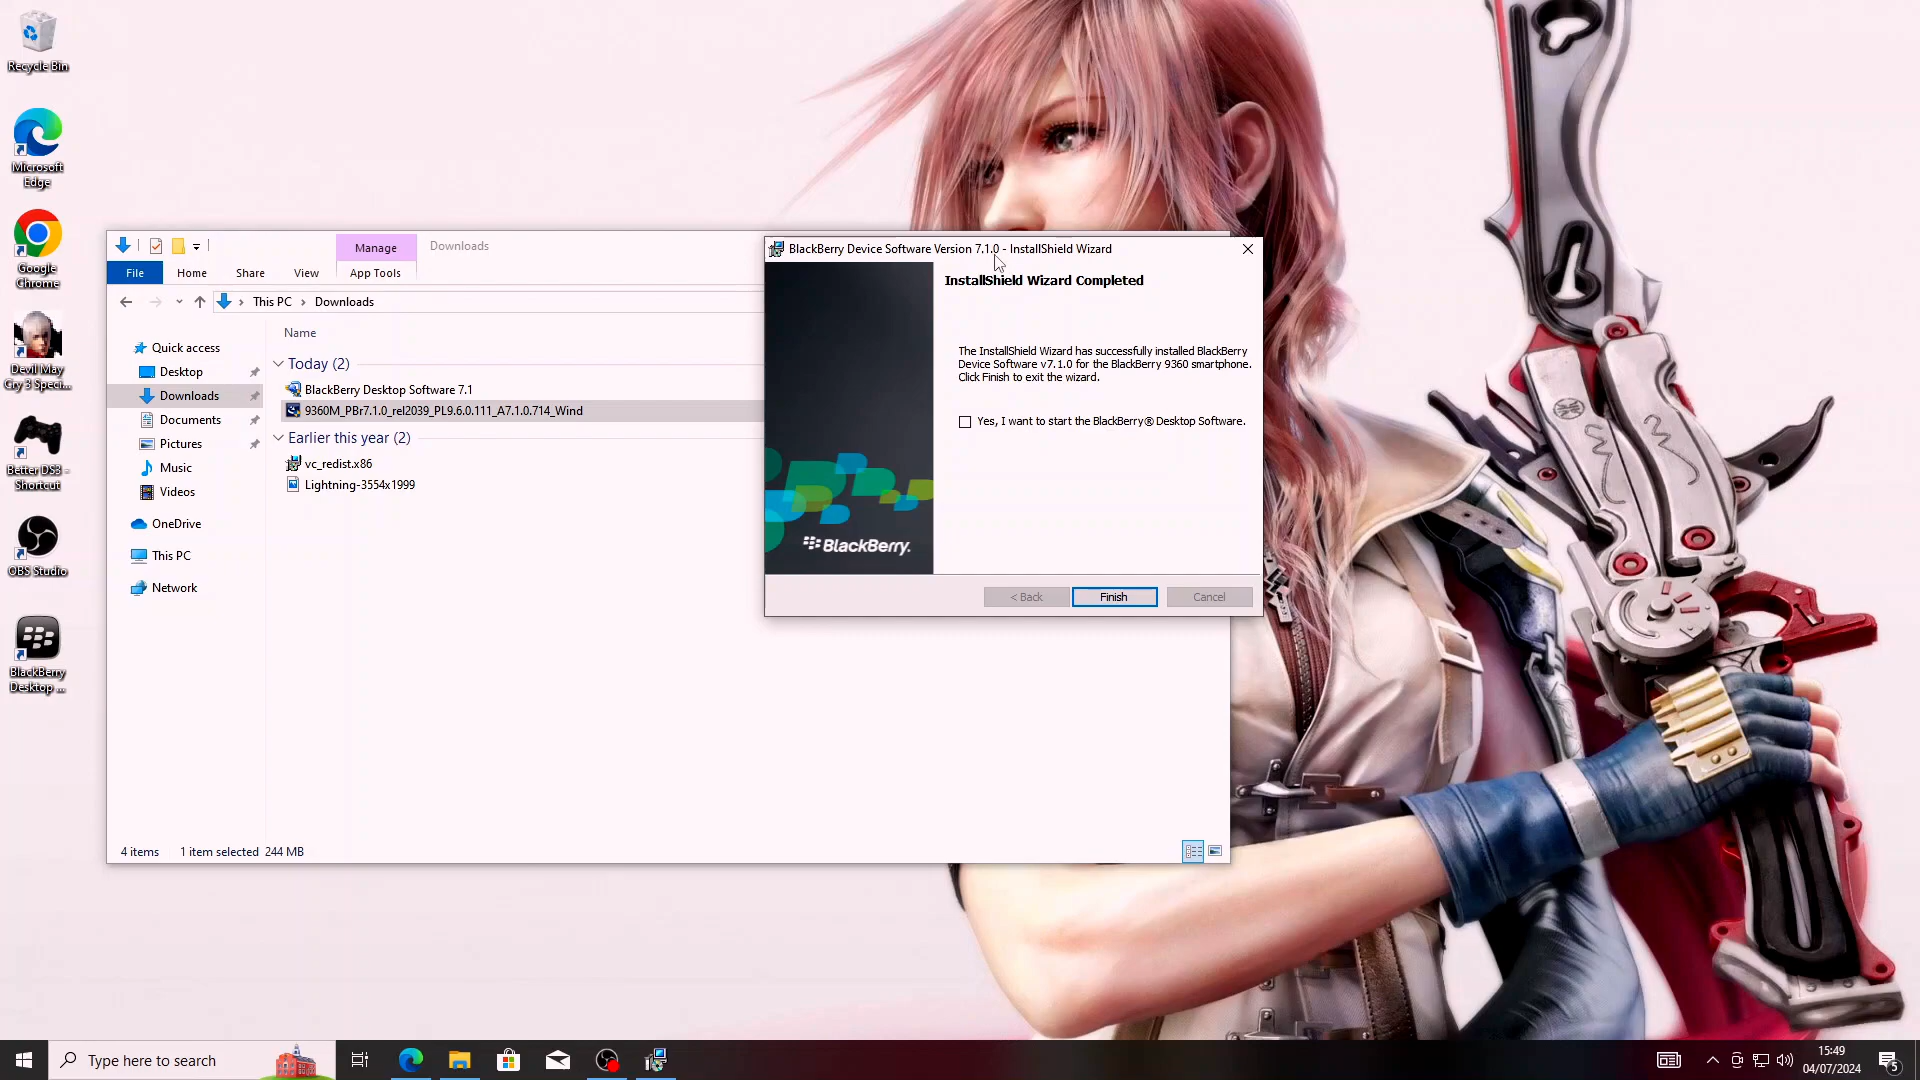 Recycle Bin
Microsoft
Edge
Google
Chrome
Devil May
Cry 3 Speci...
Better DS3 -
Shortcut
OBS Studio
BlackBerry
Desktop ...
Manage
Downloads
File
Home
Share
View
App Tools
This PC
Downloads
Name
Quick access
Desktop
Downloads
Documents
Pictures
Music
Videos
OneDrive
This PC
Network
Today (2)
BlackBerry Desktop Software 7.1
9360M_PBr7.1.0_rel2039_PL9.6.0.111_A7.1.0.714_Wind
Earlier this year (2)
vc_redist.x86
Lightning-3554x1999
4 items
1 item selected 244 MB
BlackBerry Device Software Version 7.1.0 - InstallShield Wizard
InstallShield Wizard Completed
The InstallShield Wizard has successfully installed BlackBerry
Device Software v7.1.0 for the BlackBerry 9360 smartphone.
Click Finish to exit the wizard.
Yes, I want to start the BlackBerry® Desktop Software.
BlackBerry.
< Back
Finish
Cancel
Type here to search
15:49
04/07/2024
5